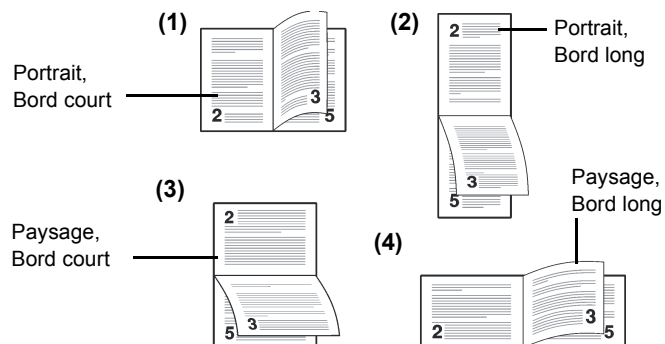 (1)
Portrait,
Bord court
2
3
5
(2)
Portrait,
Bord long
2
3
5
(3)
Paysage,
Bord court
2
3
5
(4)
Paysage,
Bord long
2
3
5